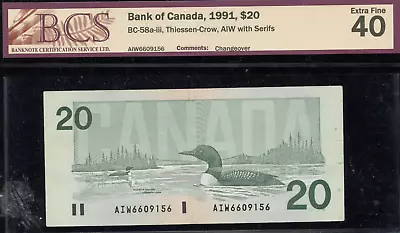 BCS
BANKNOTE CERTIFICATION SERVICE LTD.
Bank of Canada, 1991, $20
BC-58a-iii, Thiessen-Crow, AIW with Serifs
AIW6609156 Comments: Changeover
Extra Fine
40
CANADA
20
20
AIW6609156 AIW6609156